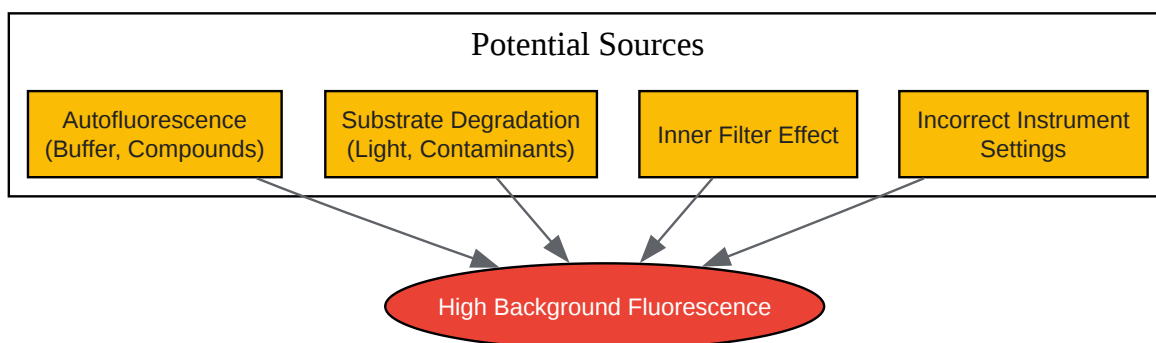 Potential Sources
Autofluorescence
(Buffer, Compounds)
Substrate Degradation
(Light, Contaminants)
Inner Filter Effect
Incorrect Instrument
Settings
High Background Fluorescence